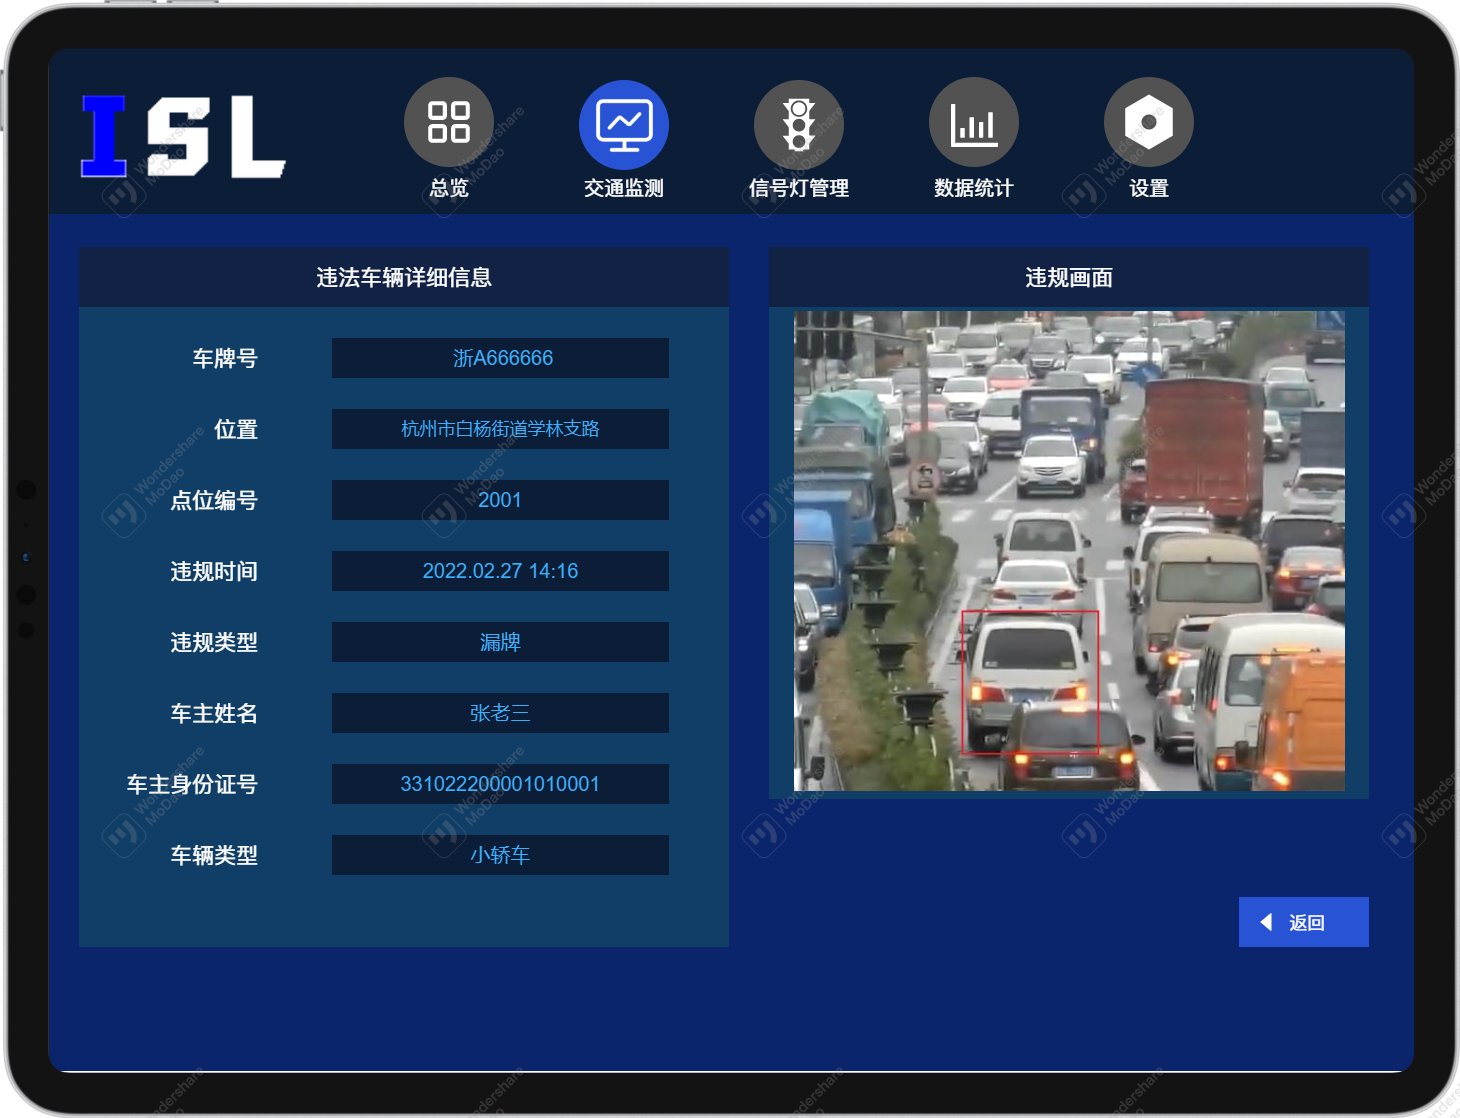 ISL
总览
交通监测
信号灯管理
数据统计
设置
违法车辆详细信息
车牌号
浙A666666
位置
杭州市白杨街道学林支路
点位编号
2001
违规时间
2022.02.27 14:16
违规类型
漏牌
车主姓名
张老三
车主身份证号
331022200001010001
车辆类型
小轿车
违规画面
返回
Wondershare
MoDao